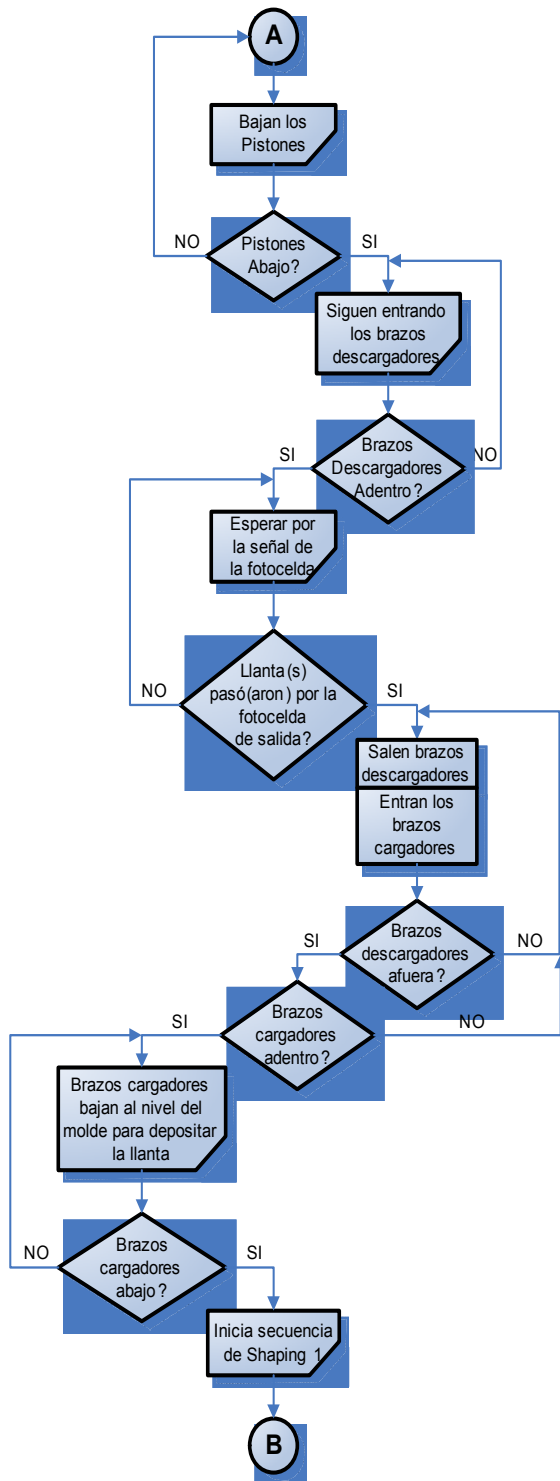 A
Bajan los
Pistones
NO
Pistones
Abajo?
SI
Siguen entrando
los brazos
descargadores
SI
Brazos
Descargadores
Adentro?
NO
Esperar por
la señal de
la fotocelda
NO
Llanta(s)
pasó(aron) por la
fotocelda
de salida?
SI
Salen brazos
descargadores
Entran los
brazos
cargadores
SI
Brazos
descargadores
afuera?
NO
SI
Brazos
cargadores
adentro?
NO
Brazos cargadores
bajan al nivel del
molde para depositar
la llanta
NO
Brazos
cargadores
abajo?
SI
Inicia secuencia
de Shaping 1
B